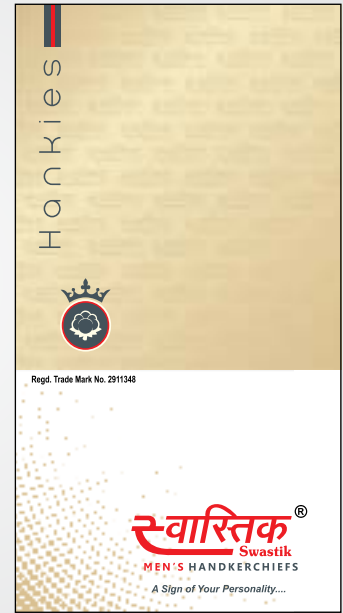 Hankies
Regd. Trade Mark No. 2911348
स्वास्तिक ®
Swastik
MEN'S HANDKERCHIEFS
A Sign of Your Personality....